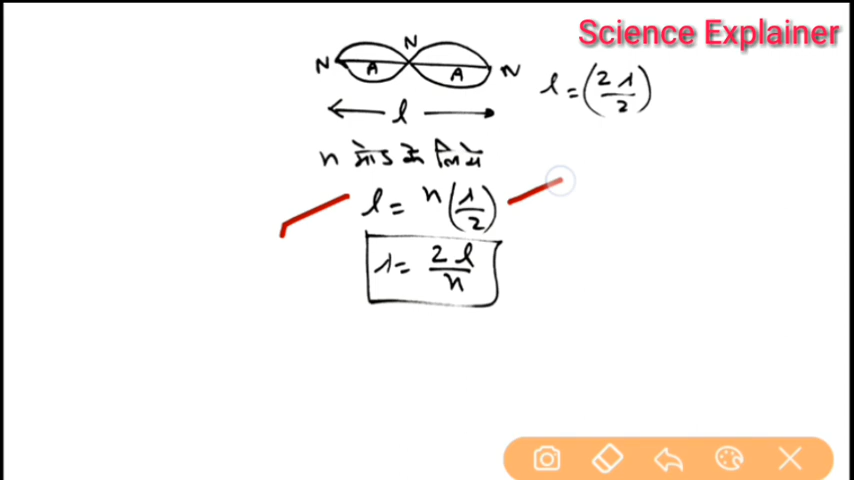 Science Explainer
N N N
A A
l = (2λ/2)
l
n मोड के लिये
l = n(λ/2)
λ = 2l/n